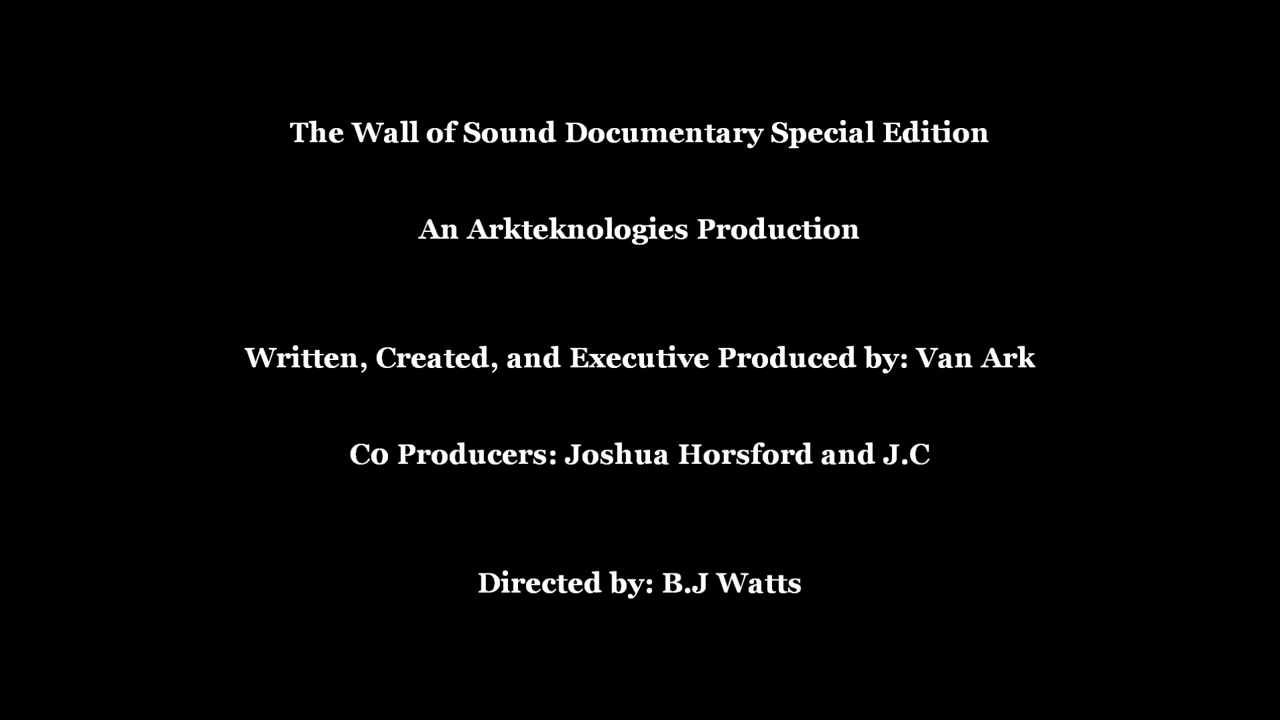 The Wall of Sound Documentary Special Edition
An Arkteknologies Production
Written, Created, and Executive Produced by: Van Ark
Co Producers: Joshua Horsford and J.C
Directed by: B.J Watts